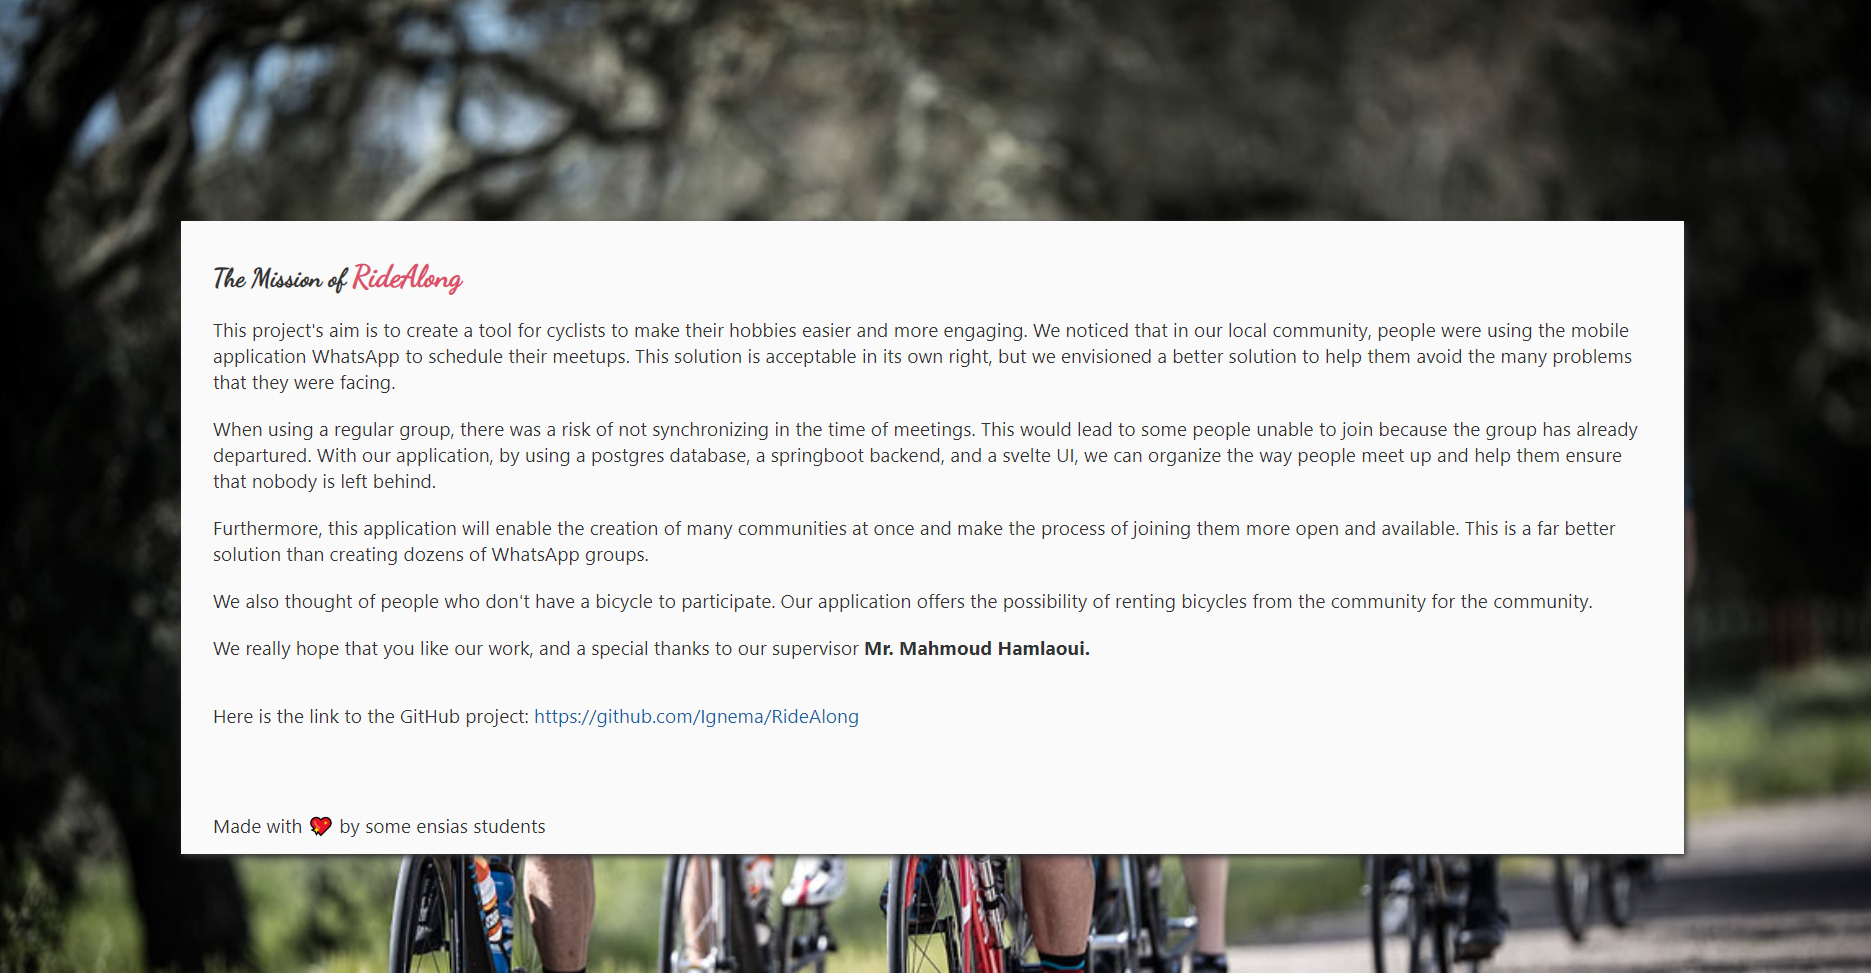 The Mission of RideAlong
This project's aim is to create a tool for cyclists to make their hobbies easier and more engaging. We noticed that in our local community, people were using the mobile
application WhatsApp to schedule their meetups. This solution is acceptable in its own right, but we envisioned a better solution to help them avoid the many problems
that they were facing.
When using a regular group, there was a risk of not synchronizing in the time of meetings. This would lead to some people unable to join because the group has already
departured. With our application, by using a postgres database, a springboot backend, and a svelte UI, we can organize the way people meet up and help them ensure
that nobody is left behind.
Furthermore, this application will enable the creation of many communities at once and make the process of joining them more open and available. This is a far better
solution than creating dozens of WhatsApp groups.
We also thought of people who don't have a bicycle to participate. Our application offers the possibility of renting bicycles from the community for the community.
We really hope that you like our work, and a special thanks to our supervisor Mr. Mahmoud Hamlaoui.
Here is the link to the GitHub project: https://github.com/Ignema/RideAlong
Made with 💖 by some ensias students